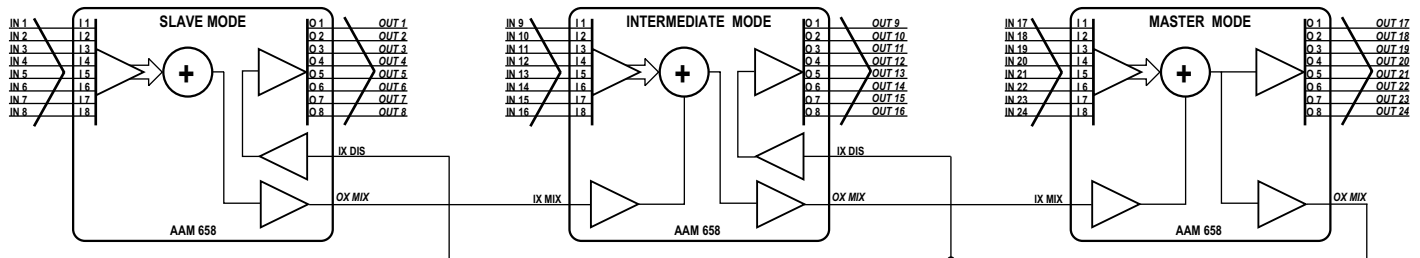 SLAVE MODE
IN 1 I 1 O 1 OUT 1
IN 2 I 2 O 2 OUT 2
IN 3 I 3 O 3 OUT 3
IN 4 I 4 O 4 OUT 4
IN 5 I 5 O 5 OUT 5
IN 6 I 6 O 6 OUT 6
IN 7 I 7 O 7 OUT 7
IN 8 I 8 O 8 OUT 8
+
IX DIS
OX MIX
AAM 658
INTERMEDIATE MODE
IN 9 I 1 O 1 OUT 9
IN 10 I 2 O 2 OUT 10
IN 11 I 3 O 3 OUT 11
IN 12 I 4 O 4 OUT 12
IN 13 I 5 O 5 OUT 13
IN 14 I 6 O 6 OUT 14
IN 15 I 7 O 7 OUT 15
IN 16 I 8 O 8 OUT 16
+
IX DIS
IX MIX OX MIX
AAM 658
MASTER MODE
IN 17 I 1 O 1 OUT 17
IN 18 I 2 O 2 OUT 18
IN 19 I 3 O 3 OUT 19
IN 20 I 4 O 4 OUT 20
IN 21 I 5 O 5 OUT 21
IN 22 I 6 O 6 OUT 22
IN 23 I 7 O 7 OUT 23
IN 24 I 8 O 8 OUT 24
+
IX MIX OX MIX
AAM 658